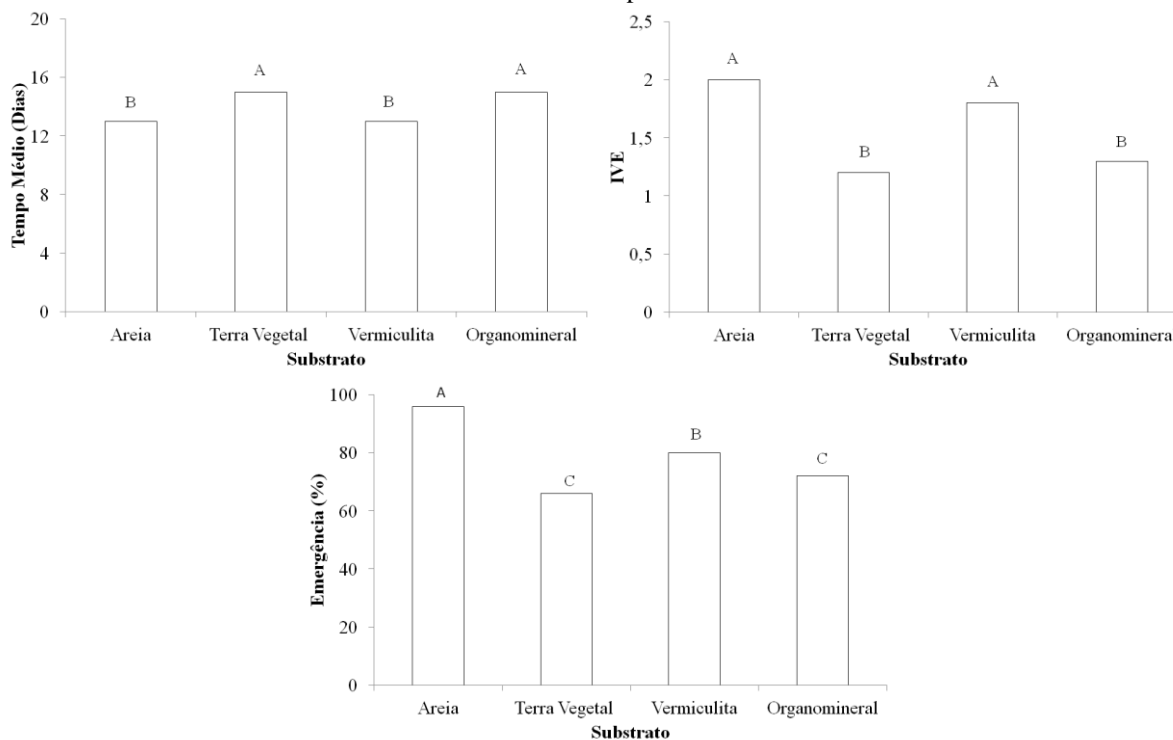 20
16
12
8
4
0
Tempo Médio (Dias)
B
A
B
A
Areia Terra Vegetal Vermiculita Organomineral
Substrato
2,5
2
1,5
1
0,5
0
IVE
A
B
A
B
Areia Terra Vegetal Vermiculita Organominera
Substrato
100
80
60
40
20
0
Emergência (%)
A
C
B
C
Areia Terra Vegetal Vermiculita Organomineral
Substrato